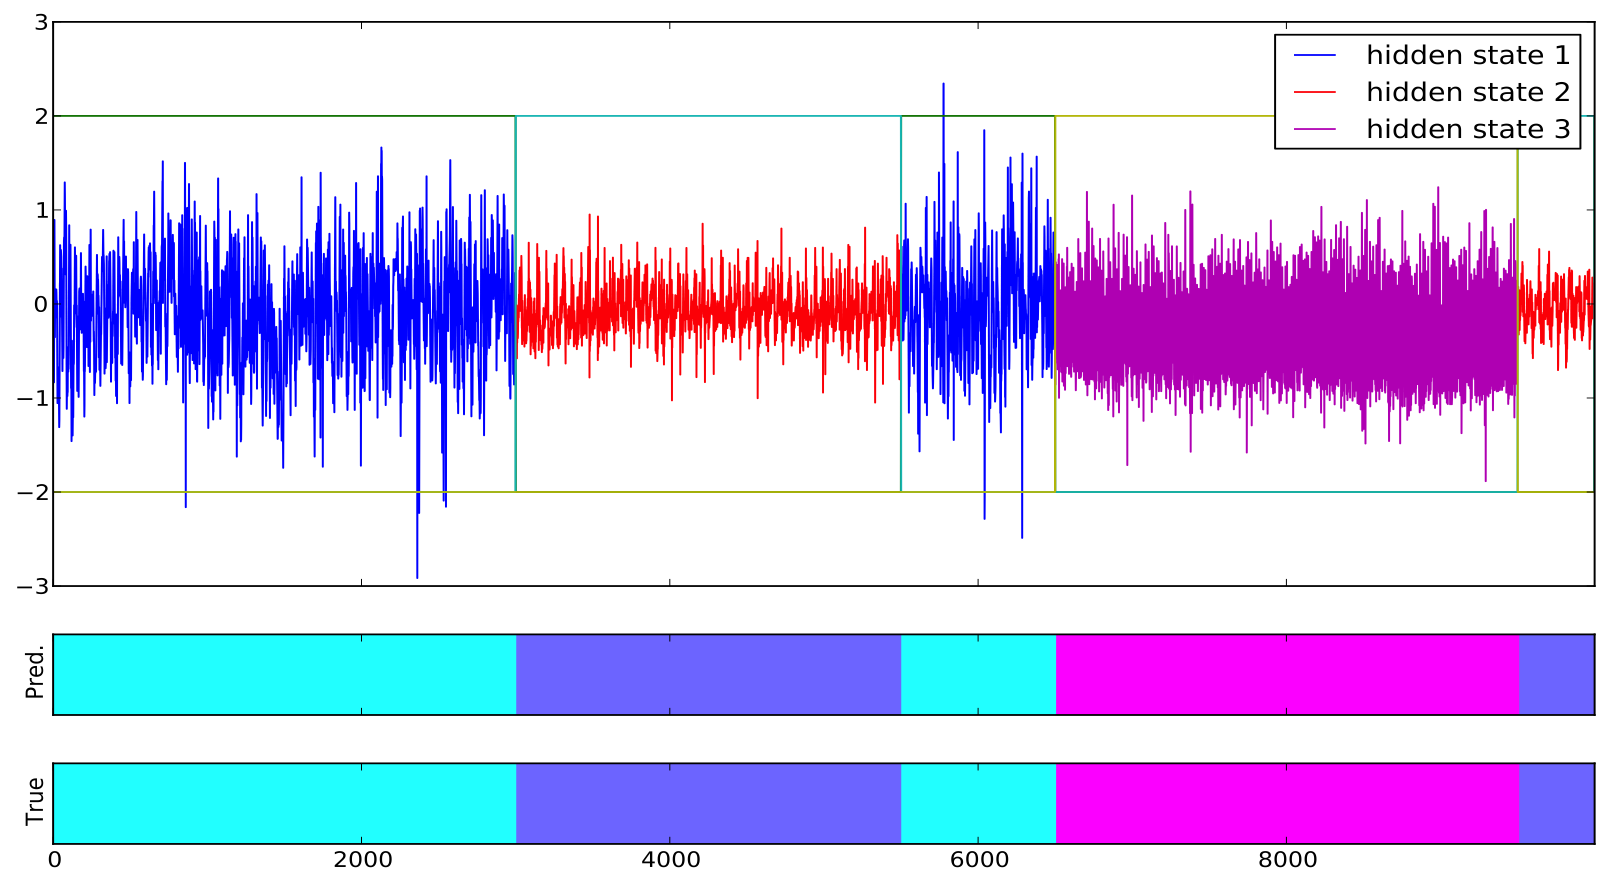 3
2
1
0
−1
−2
−3
hidden state 1
hidden state 2
hidden state 3
Pred.
True
0 2000 4000 6000 8000